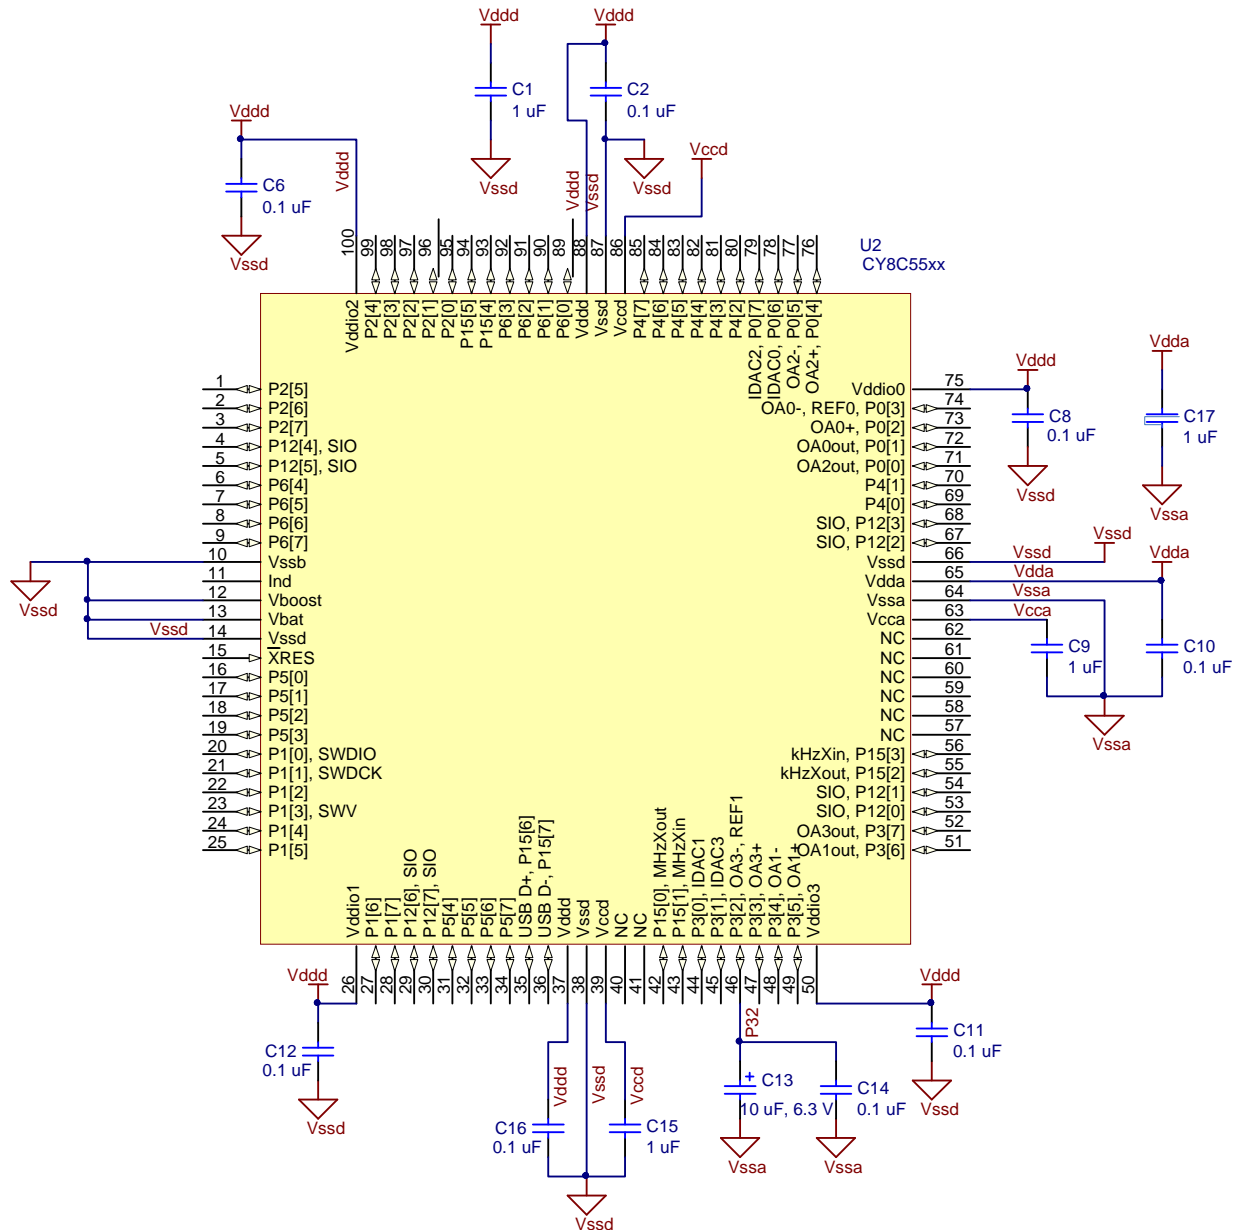 Vddd
C1
1 uF
Vssd
Vddd
C2
0.1 uF
Vssd
Vddd
Vssd
Vccd
Vddd
C6
0.1 uF
Vssd
Vddd
U2
CY8C55xx
100
99
98
97
96
95
94
93
92
91
90
89
88
87
86
85
84
83
82
81
80
79
78
77
76
Vddio2
P2[4]
P2[3]
P2[2]
P2[1]
P2[0]
P15[5]
P15[4]
P6[3]
P6[2]
P6[1]
P6[0]
Vddd
Vssd
Vccd
P4[7]
P4[6]
P4[5]
P4[4]
P4[3]
P4[2]
IDAC2, P0[7]
IDAC0, P0[6]
OA2-, P0[5]
OA2+, P0[4]
1 P2[5]
2 P2[6]
3 P2[7]
4 P12[4], SIO
5 P12[5], SIO
6 P6[4]
7 P6[5]
8 P6[6]
9 P6[7]
10 Vssb
11 Ind
12 Vboost
13 Vbat
Vssd 14 Vssd
15 XRES
16 P5[0]
17 P5[1]
18 P5[2]
19 P5[3]
20 P1[0], SWDIO
21 P1[1], SWDCK
22 P1[2]
23 P1[3], SWV
24 P1[4]
25 P1[5]
Vssd
Vddio0 75
OA0-, REF0, P0[3] 74
OA0+, P0[2] 73
OA0out, P0[1] 72
OA2out, P0[0] 71
P4[1] 70
P4[0] 69
SIO, P12[3] 68
SIO, P12[2] 67
Vssd 66 Vssd
Vdda 65 Vdda
Vssa 64 Vssa
Vcca 63 Vcca
NC 62
NC 61
NC 60
NC 59
NC 58
NC 57
kHzXin, P15[3] 56
kHzXout, P15[2] 55
SIO, P12[1] 54
SIO, P12[0] 53
OA3out, P3[7] 52
OA1out, P3[6] 51
Vddd
C8
0.1 uF
Vssd
Vdda
C17
1 uF
Vssa
Vssd
Vdda
C9
1 uF
C10
0.1 uF
Vssa
Vddio1
P1[6]
P1[7]
P12[6], SIO
P12[7], SIO
P5[4]
P5[5]
P5[6]
P5[7]
USB D+, P15[6]
USB D-, P15[7]
Vddd
Vssd
Vccd
NC
NC
P15[0], MHzXout
P15[1], MHzXin
P3[0], IDAC1
P3[1], IDAC3
P3[2], OA3-, REF1
P3[3], OA3+
P3[4], OA1-
P3[5], OA1+
Vddio3
26
27
28
29
30
31
32
33
34
35
36
37
38
39
40
41
42
43
44
45
46
47
48
49
50
Vddd
C12
0.1 uF
Vssd
Vddd
Vssd
Vccd
C16
0.1 uF
C15
1 uF
Vssd
P32
+
C13
10 uF, 6.3 V
Vssa
C14
0.1 uF
Vssa
Vddd
C11
0.1 uF
Vssd